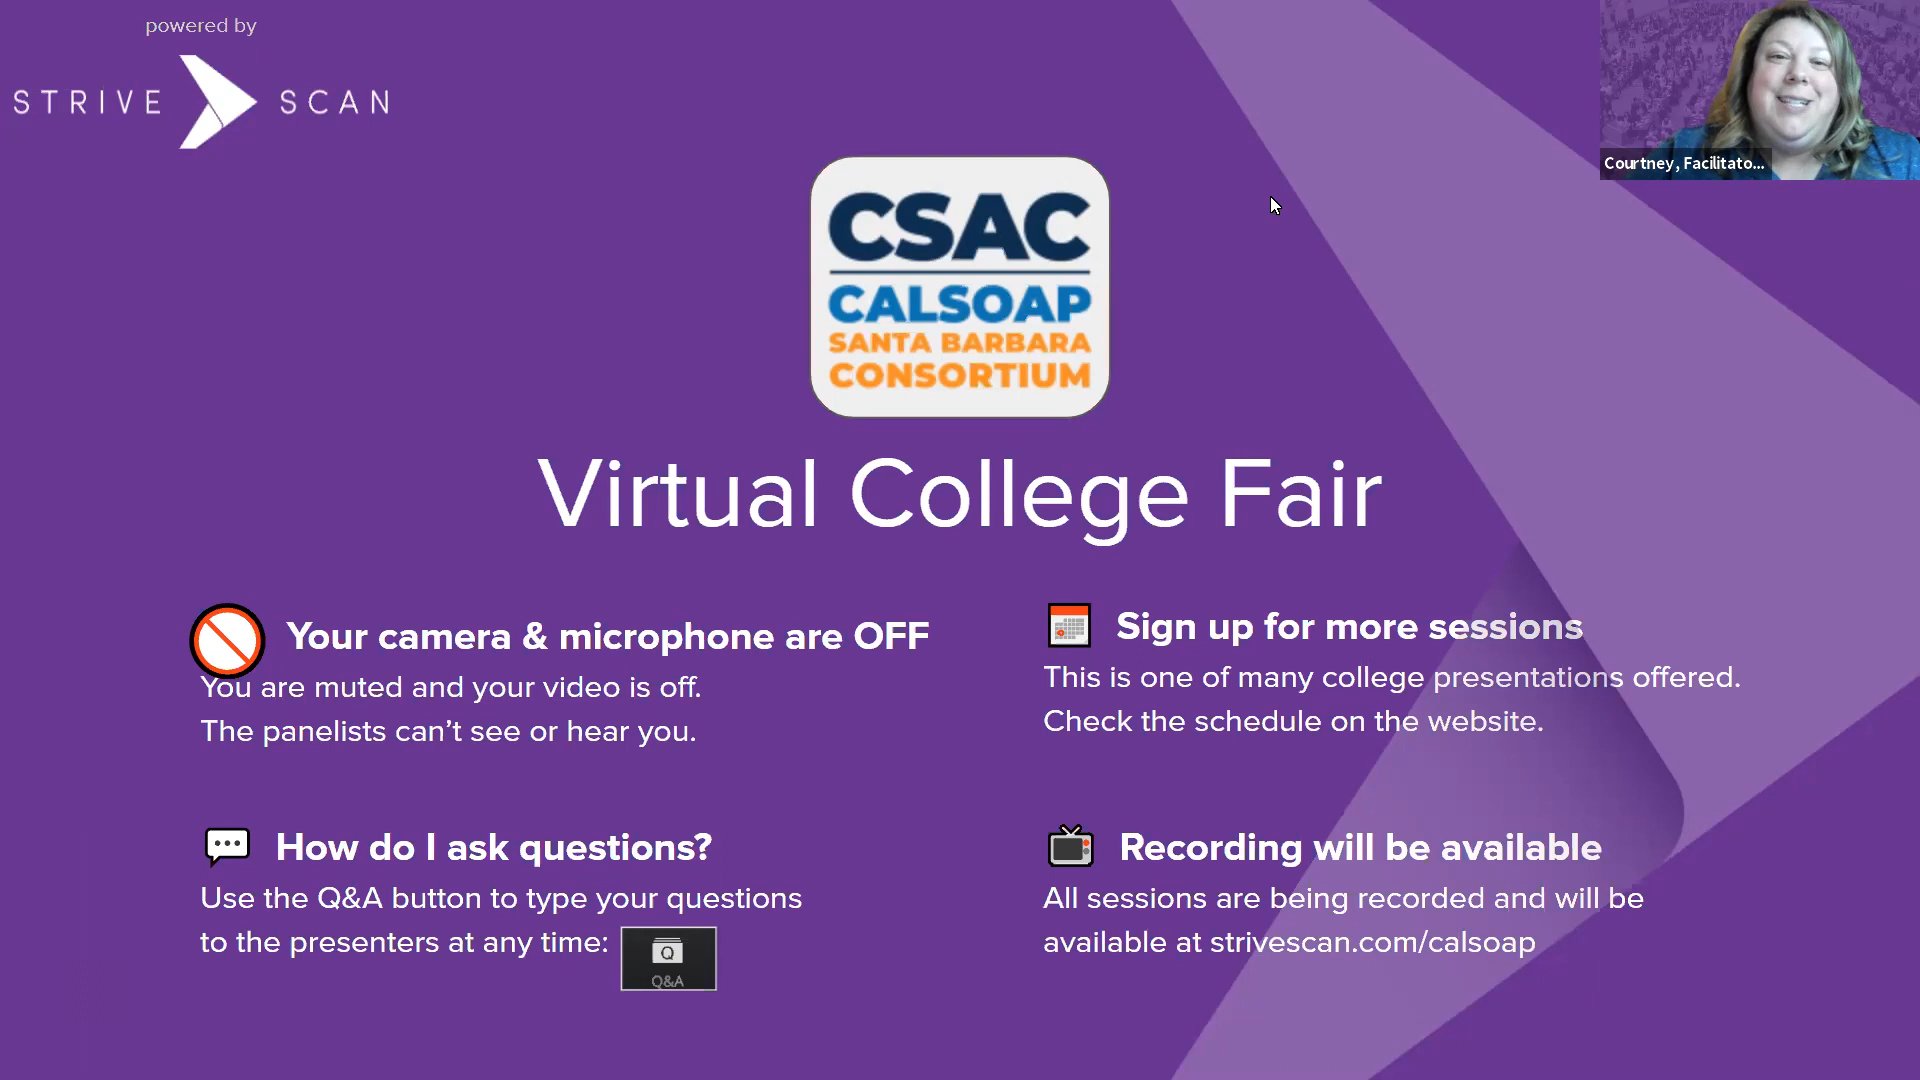 powered by
STRIVE SCAN
Courtney, Facilitato...
CSAC
CALSOAP
SANTA BARBARA
CONSORTIUM
Virtual College Fair
Your camera & microphone are OFF
You are muted and your video is off.
The panelists can't see or hear you.
Sign up for more sessions
This is one of many college presentations offered.
Check the schedule on the website.
How do I ask questions?
Use the Q&A button to type your questions
to the presenters at any time:
Q
Q&A
Recording will be available
All sessions are being recorded and will be
available at strivescan.com/calsoap